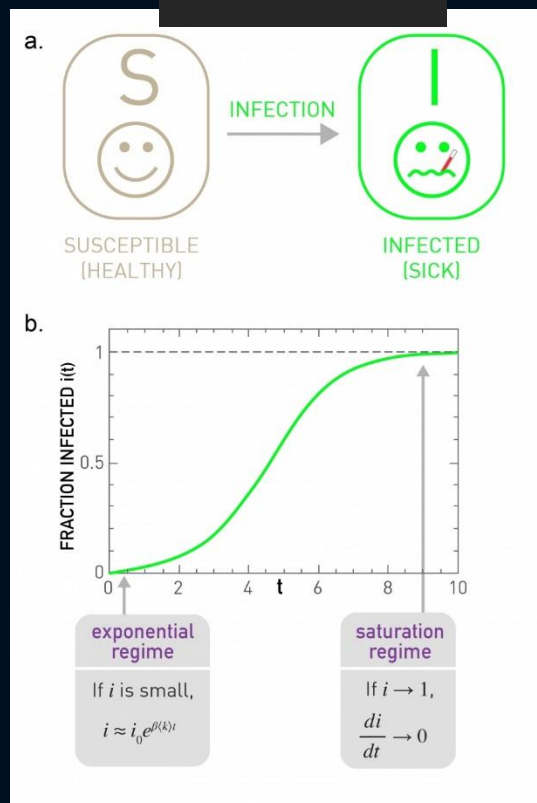 a.
S
I
INFECTION
SUSCEPTIBLE
(HEALTHY)
INFECTED
(SICK)
b.
FRACTION INFECTED i(t)
1
0.5
0
0 2 4 t 6 8 10
exponential
regime
If i is small,
i ≈ i₀e^{β⟨k⟩t}
saturation
regime
If i → 1,
di
dt → 0